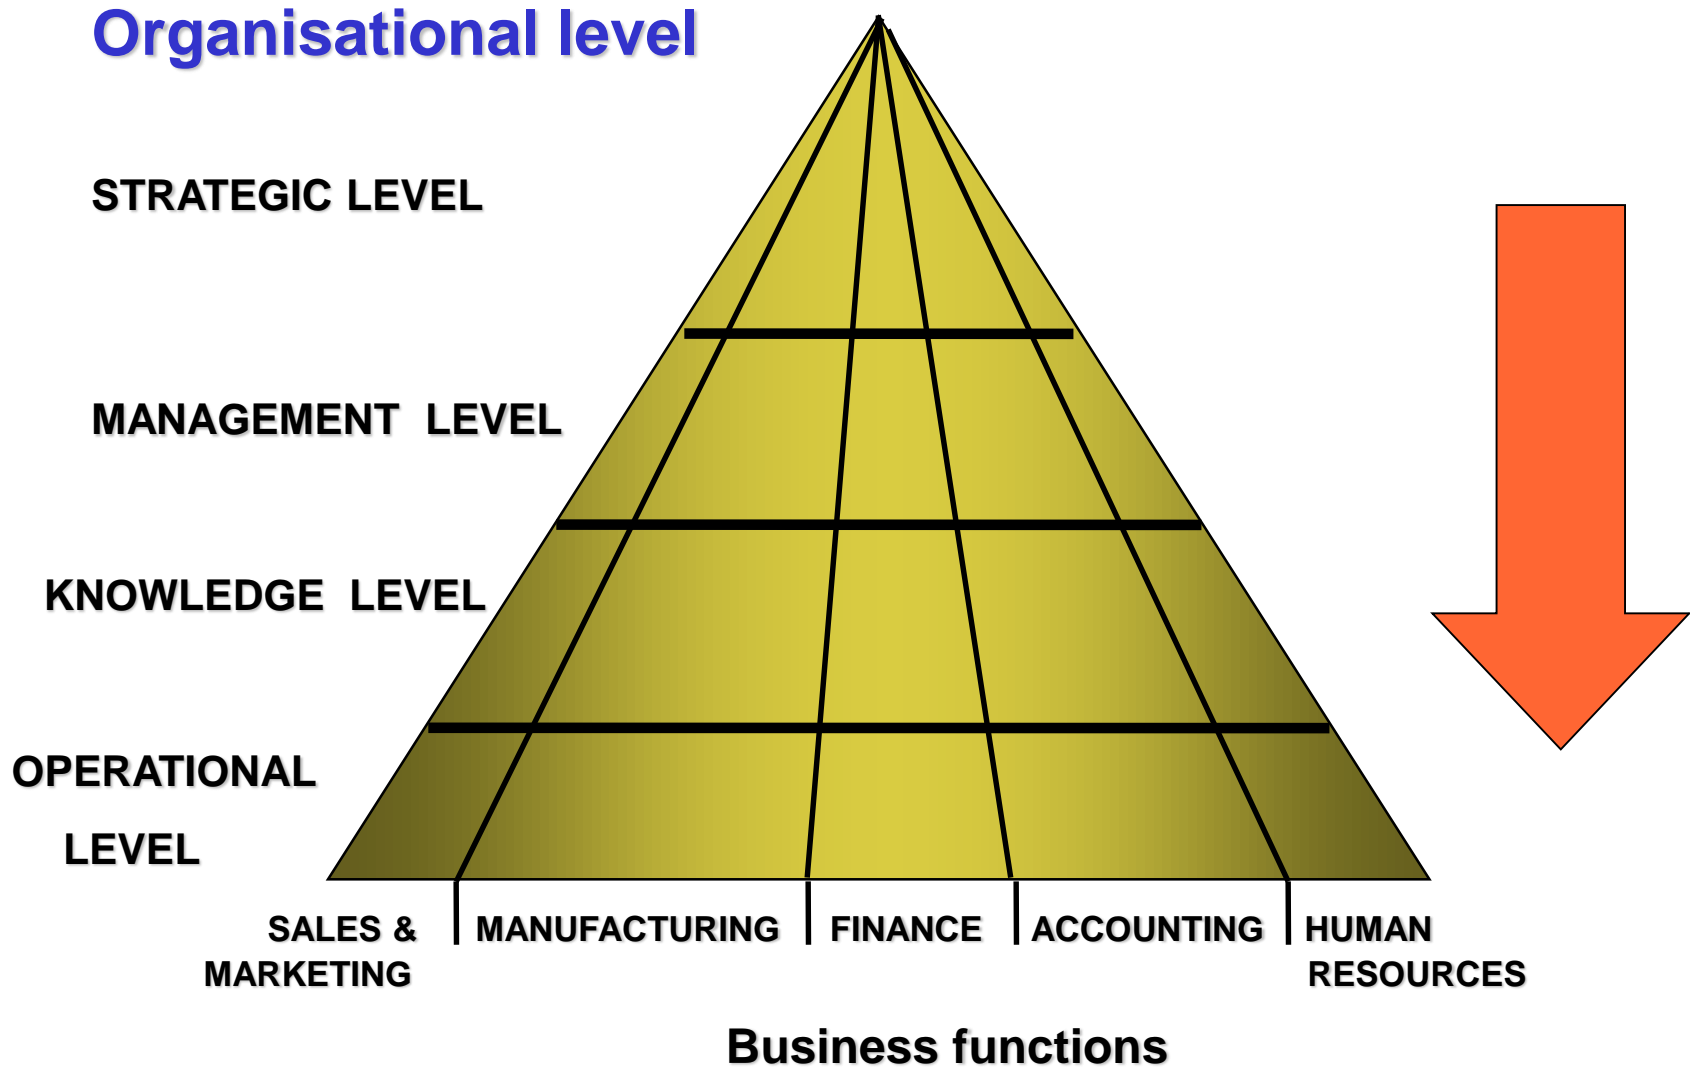 Organisational level
STRATEGIC LEVEL
MANAGEMENT LEVEL
KNOWLEDGE LEVEL
OPERATIONAL
LEVEL
SALES & MANUFACTURING FINANCE ACCOUNTING HUMAN
MARKETING RESOURCES
Business functions